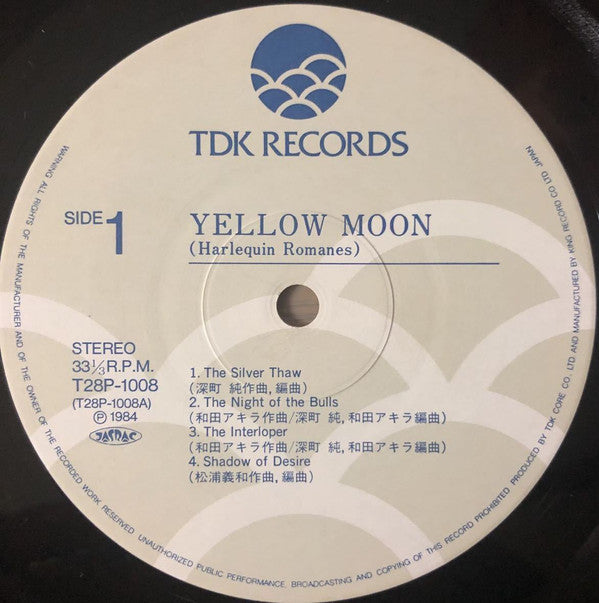 TDK RECORDS
SIDE 1
YELLOW MOON
(Harlequin Romanes)
STEREO
33⅓ R.P.M.
T28P-1008
(T28P-1008A)
Ⓟ 1984
JASRAC
1. The Silver Thaw
(深町 純作曲, 編曲)
2. The Night of the Bulls
(和田アキラ作曲/深町 純, 和田アキラ編曲)
3. The Interloper
(和田アキラ作曲/深町 純, 和田アキラ編曲)
4. Shadow of Desire
(松浦義和作曲, 編曲)
WARNING: ALL RIGHTS OF THE MANUFACTURER AND OF THE OWNER OF THE RECORDED WORK RESERVED. UNAUTHORIZED PUBLIC PERFORMANCE, BROADCASTING AND COPYING OF THIS RECORD PROHIBITED. PRODUCED BY TDK CORE CO., LTD. AND MANUFACTURED BY KING RECORD CO. LTD. JAPAN